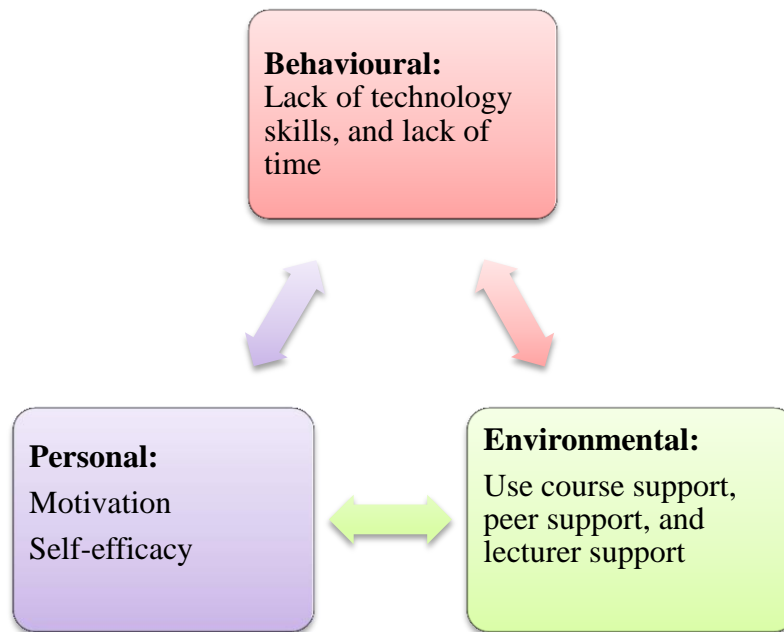 Behavioural:
Lack of technology
skills, and lack of
time
Personal:
Motivation
Self-efficacy
Environmental:
Use course support,
peer support, and
lecturer support